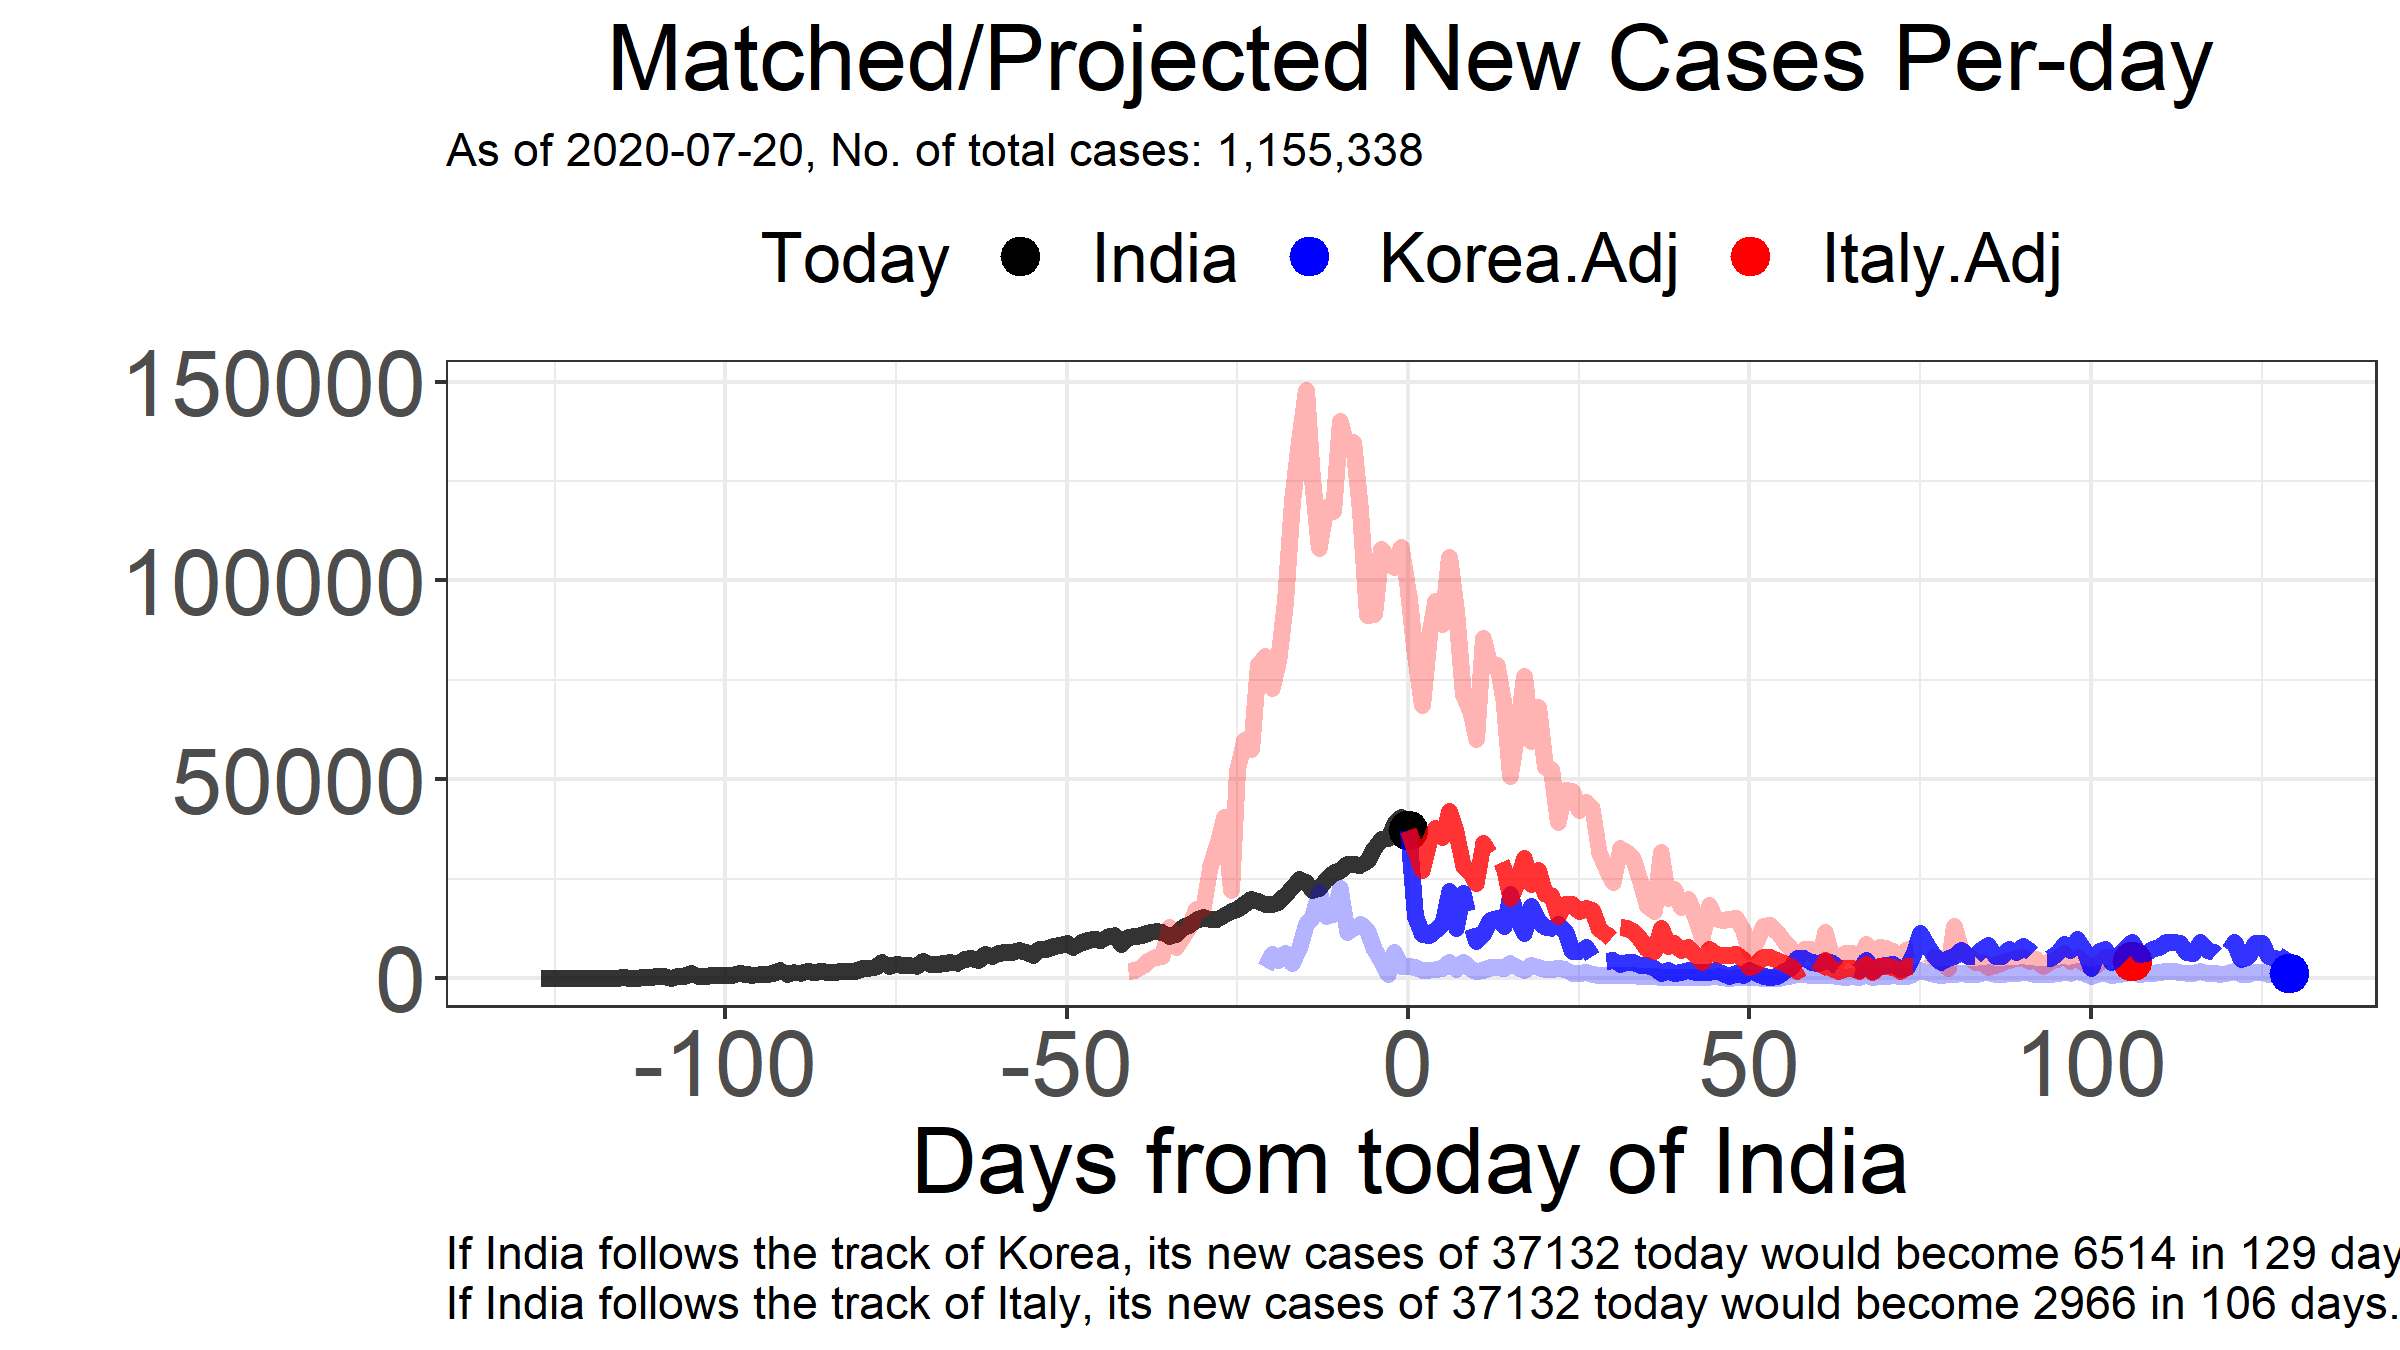 Matched/Projected New Cases Per-day
As of 2020-07-20, No. of total cases: 1,155,338
Today India Korea.Adj Italy.Adj
150000
100000
50000
0
-100 -50 0 50 100
Days from today of India
If India follows the track of Korea, its new cases of 37132 today would become 6514 in 129 day
If India follows the track of Italy, its new cases of 37132 today would become 2966 in 106 days.